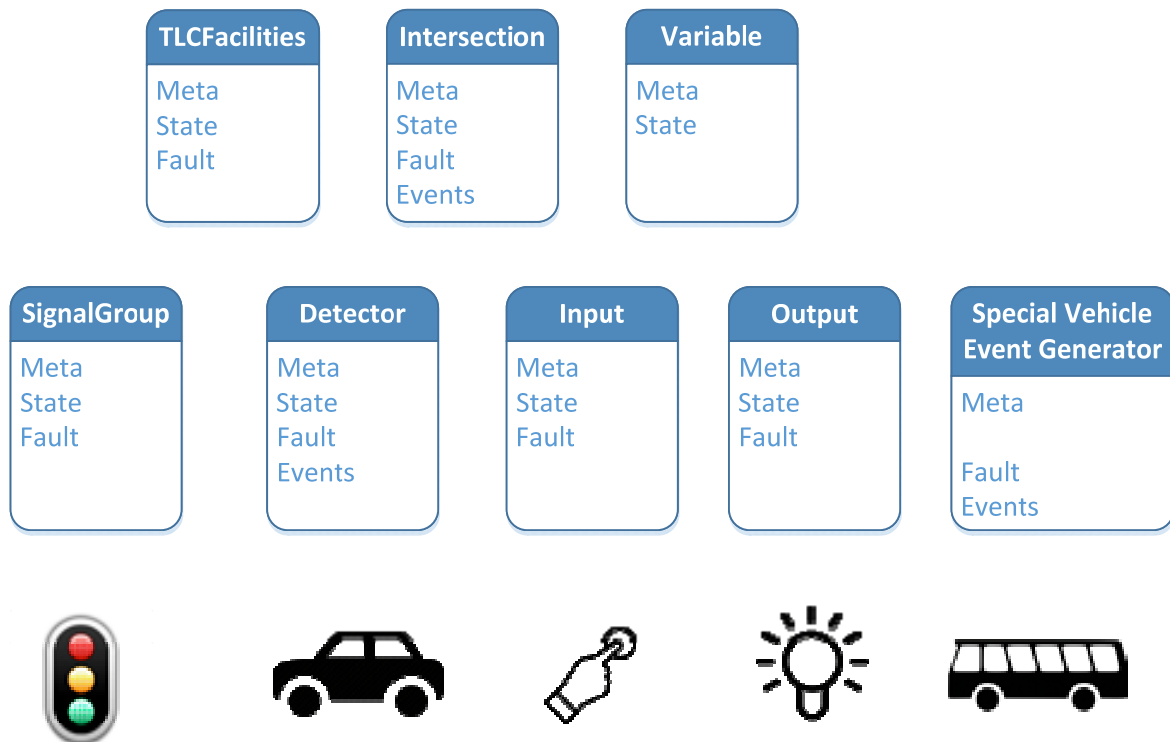 TLCFacilities
Meta
State
Fault
Intersection
Meta
State
Fault
Events
Variable
Meta
State
SignalGroup
Meta
State
Fault
Detector
Meta
State
Fault
Events
Input
Meta
State
Fault
Output
Meta
State
Fault
Special Vehicle
Event Generator
Meta
Fault
Events